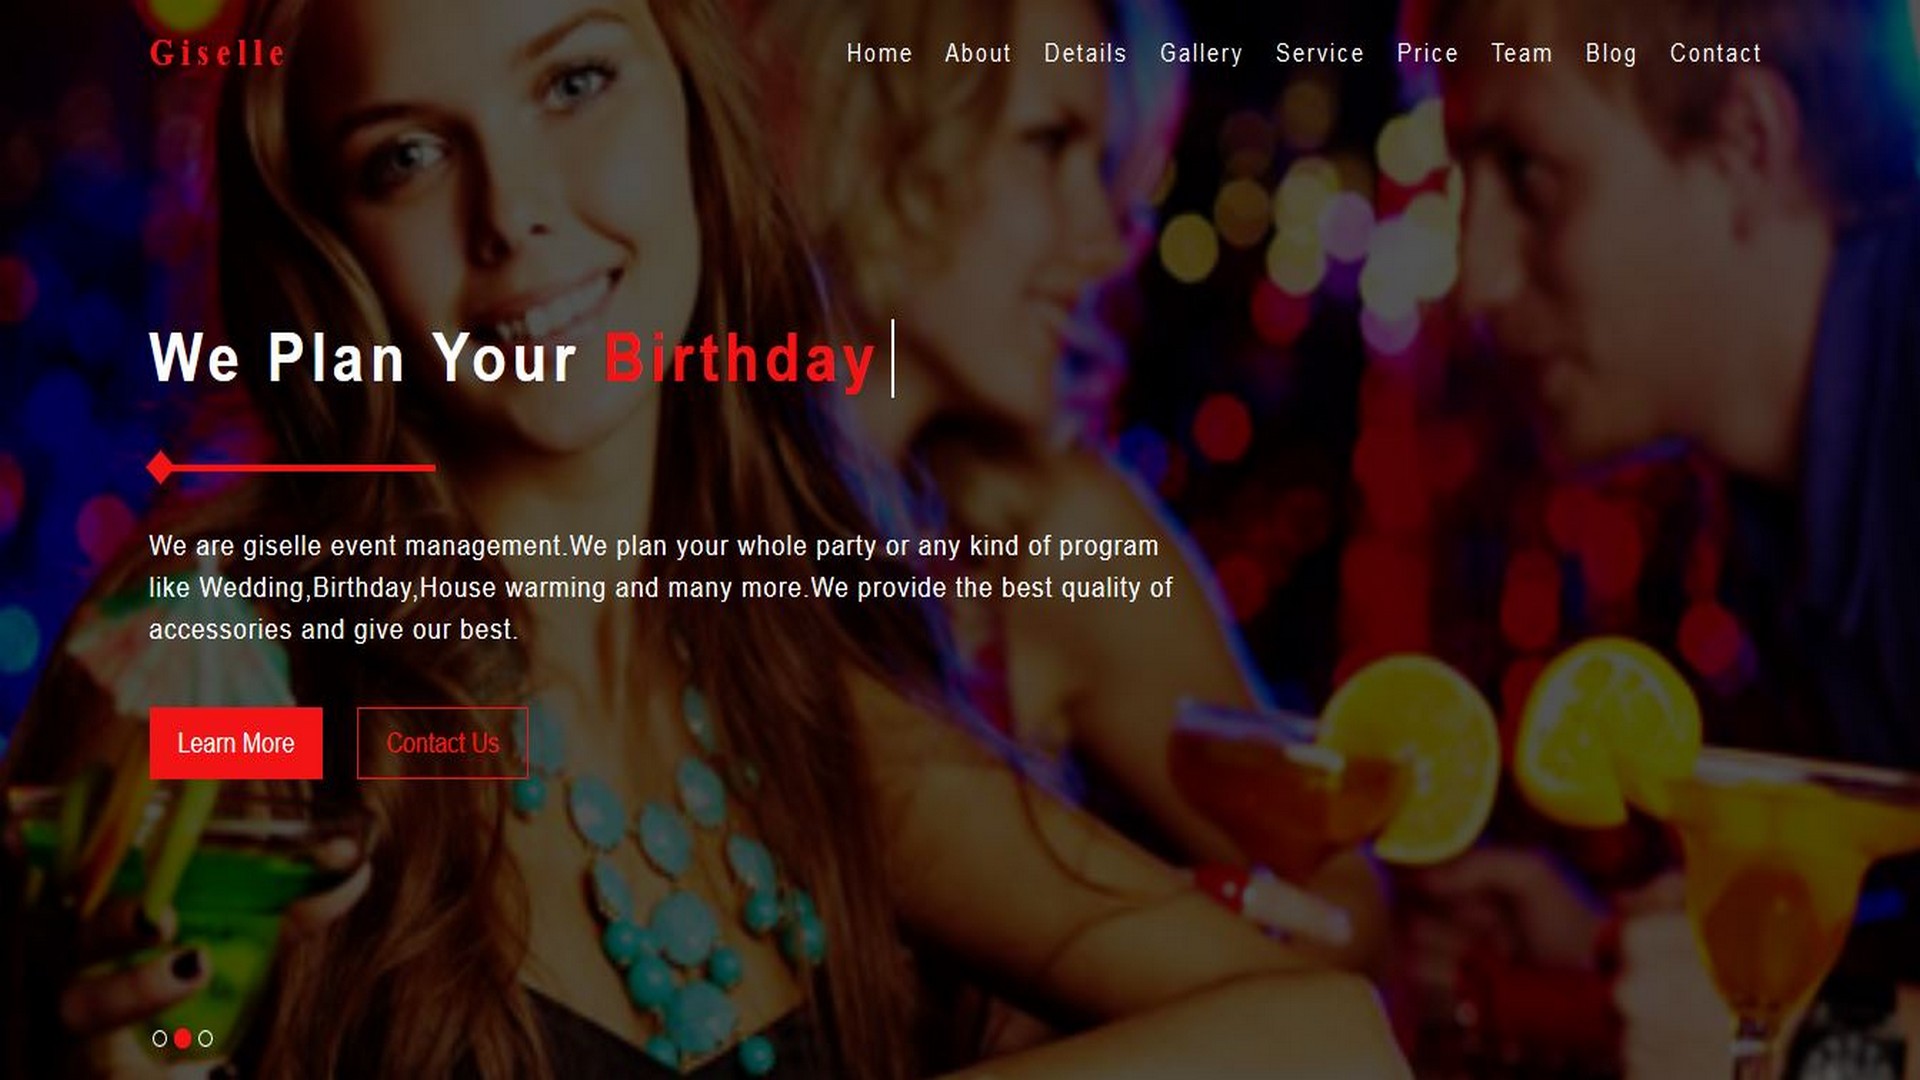 Giselle
Home About Details Gallery Service Price Team Blog Contact
We Plan Your Birthday
We are giselle event management.We plan your whole party or any kind of program
like Wedding,Birthday,House warming and many more.We provide the best quality of
accessories and give our best.
Learn More
Contact Us